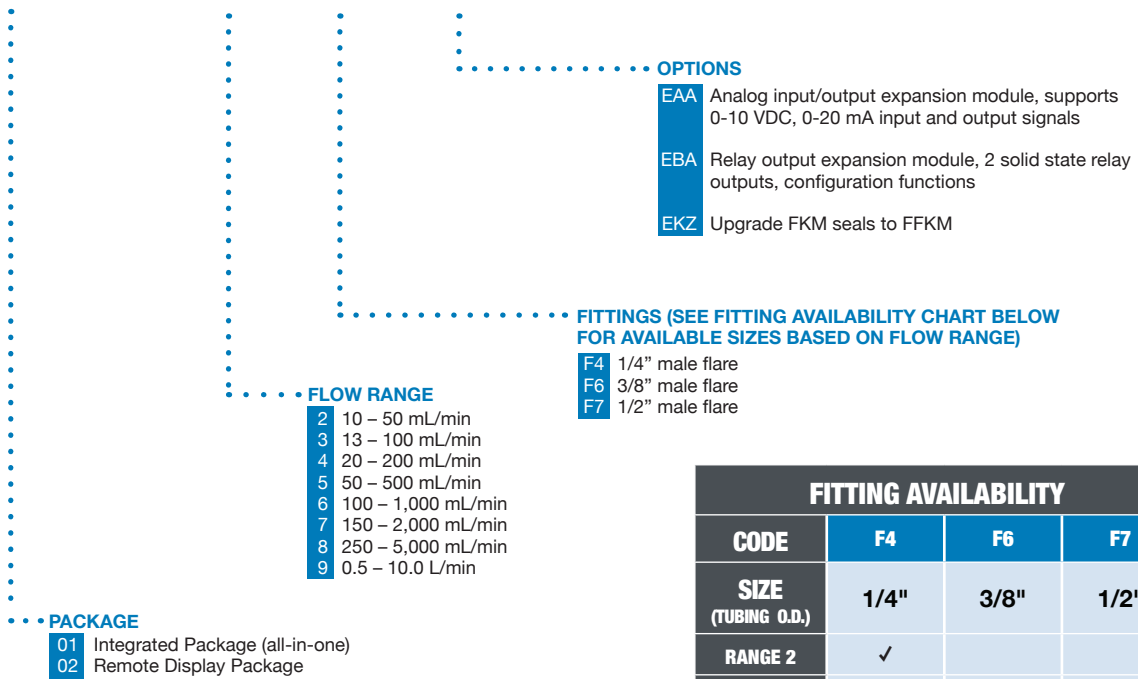 OPTIONS
EAA Analog input/output expansion module, supports
0-10 VDC, 0-20 mA input and output signals
EBA Relay output expansion module, 2 solid state relay
outputs, configuration functions
EKZ Upgrade FKM seals to FFKM
FITTINGS (SEE FITTING AVAILABILITY CHART BELOW
FOR AVAILABLE SIZES BASED ON FLOW RANGE)
F4 1/4” male flare
F6 3/8” male flare
F7 1/2” male flare
FLOW RANGE
2 10 – 50 mL/min
3 13 – 100 mL/min
4 20 – 200 mL/min
5 50 – 500 mL/min
6 100 – 1,000 mL/min
7 150 – 2,000 mL/min
8 250 – 5,000 mL/min
9 0.5 – 10.0 L/min
PACKAGE
01 Integrated Package (all-in-one)
02 Remote Display Package
FITTING AVAILABILITY
CODE F4 F6 F7
SIZE 1/4" 3/8" 1/2"
(TUBING O.D.)
RANGE 2 ✓